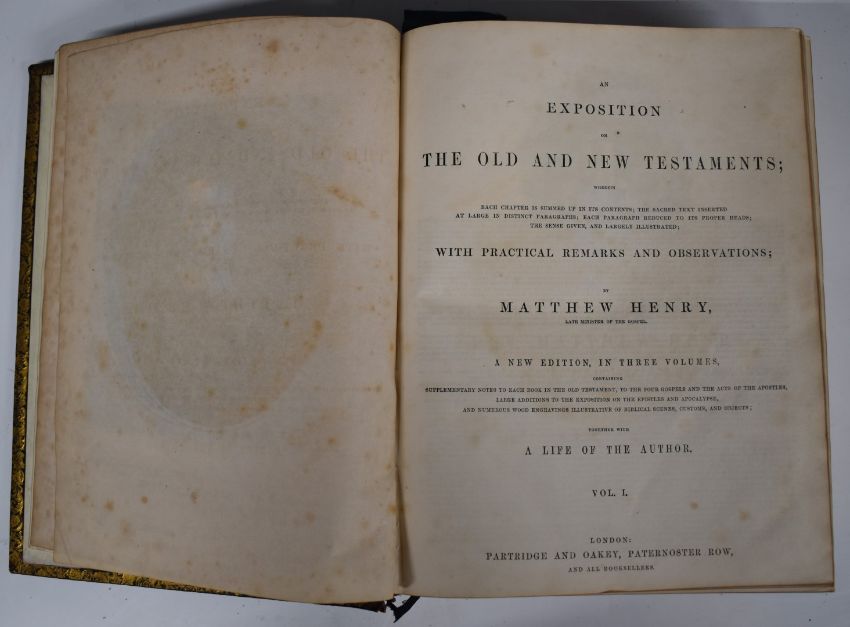 AN
EXPOSITION
ON
THE OLD AND NEW TESTAMENTS;
WHEREIN
EACH CHAPTER IS SUMMED UP IN ITS CONTENTS; THE SACRED TEXT INSERTED
AT LARGE IN DISTINCT PARAGRAPHS; EACH PARAGRAPH REDUCED TO ITS PROPER HEADS;
THE SENSE GIVEN, AND LARGELY ILLUSTRATED;
WITH PRACTICAL REMARKS AND OBSERVATIONS;
BY
MATTHEW HENRY,
LATE MINISTER OF THE GOSPEL.
A NEW EDITION, IN THREE VOLUMES,
CONTAINING
SUPPLEMENTARY NOTES TO EACH BOOK IN THE OLD TESTAMENT, TO THE FOUR GOSPELS AND THE ACTS OF THE APOSTLES,
LARGE ADDITIONS TO THE EXPOSITION ON THE EPISTLES AND APOCALYPSE,
AND NUMEROUS WOOD ENGRAVINGS ILLUSTRATIVE OF BIBLICAL SCENES, CUSTOMS, AND OBJECTS;
TOGETHER WITH
A LIFE OF THE AUTHOR.
VOL. I.
LONDON:
PARTRIDGE AND OAKEY, PATERNOSTER ROW,
AND ALL BOOKSELLERS.